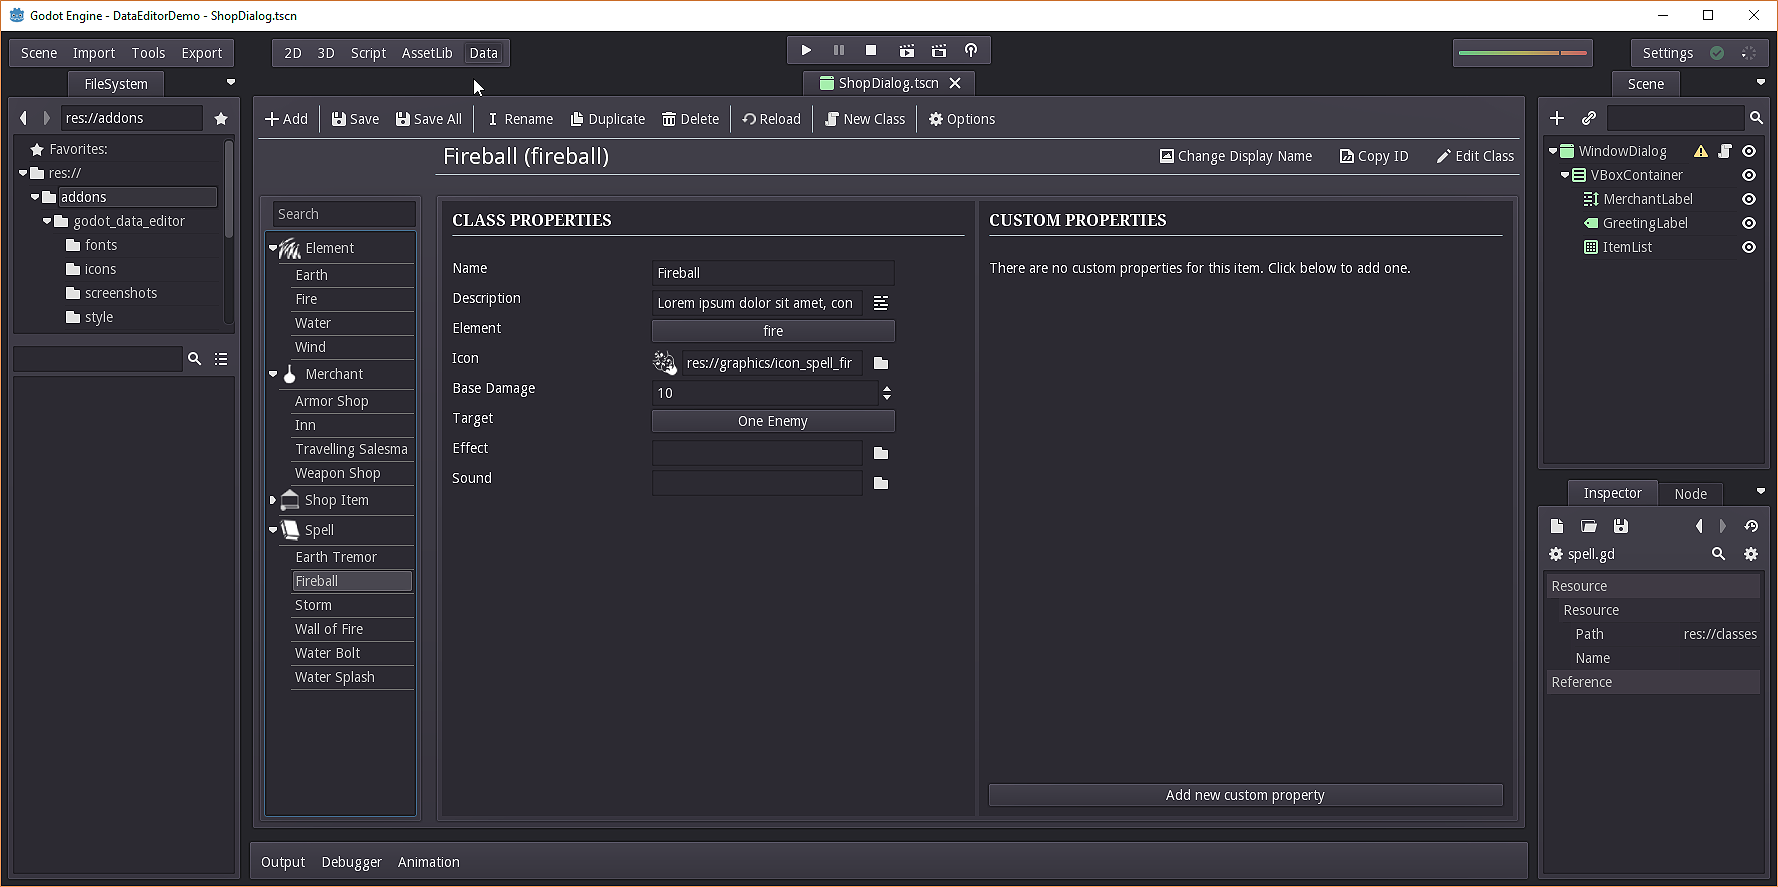 Godot Engine - DataEditorDemo - ShopDialog.tscn
Scene Import Tools Export
2D 3D Script AssetLib Data
Settings
FileSystem
ShopDialog.tscn
Scene
res://addons
Favorites:
res://
addons
godot_data_editor
fonts
icons
screenshots
style
Add Save Save All Rename Duplicate Delete Reload New Class Options
Fireball (fireball)
Change Display Name Copy ID Edit Class
Search
Element
Earth
Fire
Water
Wind
Merchant
Armor Shop
Inn
Travelling Salesma
Weapon Shop
Shop Item
Spell
Earth Tremor
Fireball
Storm
Wall of Fire
Water Bolt
Water Splash
CLASS PROPERTIES
Name Fireball
Description Lorem ipsum dolor sit amet, con
Element fire
Icon res://graphics/icon_spell_fir
Base Damage 10
Target One Enemy
Effect
Sound
CUSTOM PROPERTIES
There are no custom properties for this item. Click below to add one.
Add new custom property
WindowDialog
VBoxContainer
MerchantLabel
GreetingLabel
ItemList
Inspector Node
spell.gd
Resource
Resource
Path res://classes
Name
Reference
Output Debugger Animation